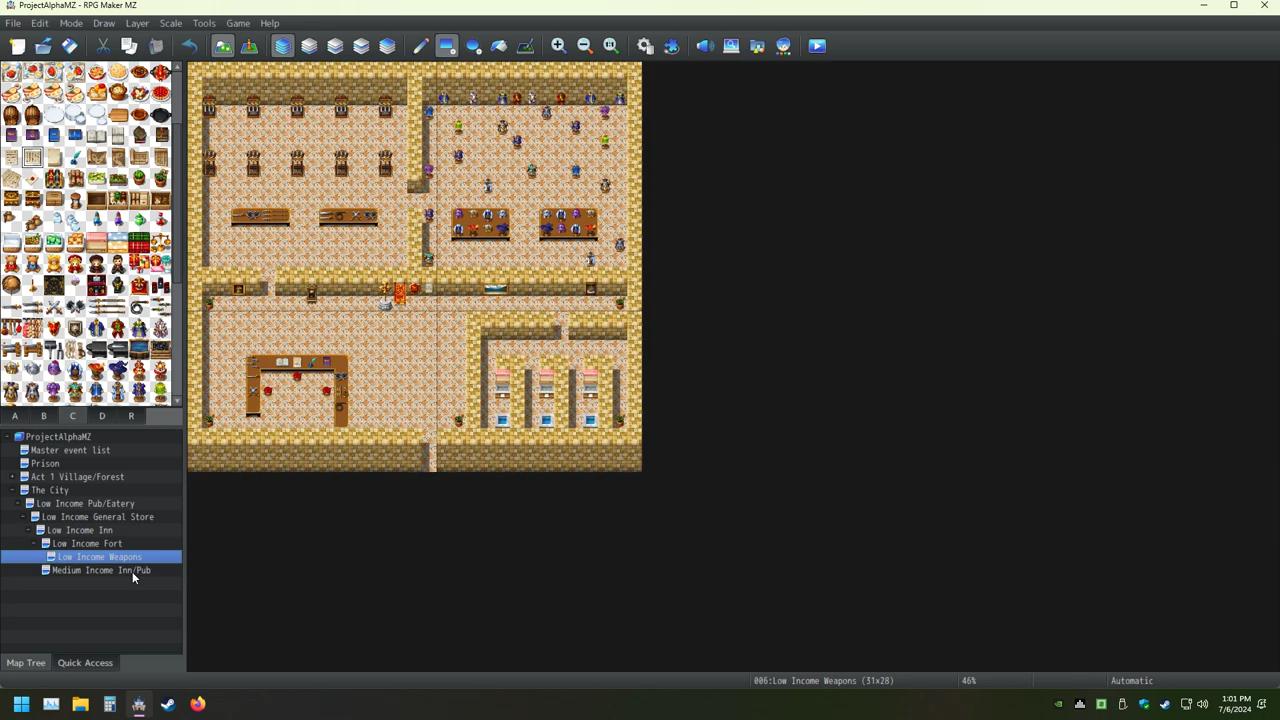 ProjectAlphaMZ - RPG Maker MZ
File Edit Mode Draw Layer Scale Tools Game Help
1:1
A B C D R
ProjectAlphaMZ
Master event list
Prison
Act 1 Village/Forest
The City
Low Income Pub/Eatery
Low Income General Store
Low Income Inn
Low Income Fort
Low Income Weapons
Medium Income Inn/Pub
Map Tree Quick Access
006:Low Income Weapons (31x28) 46% Automatic
1:01 PM
7/6/2024